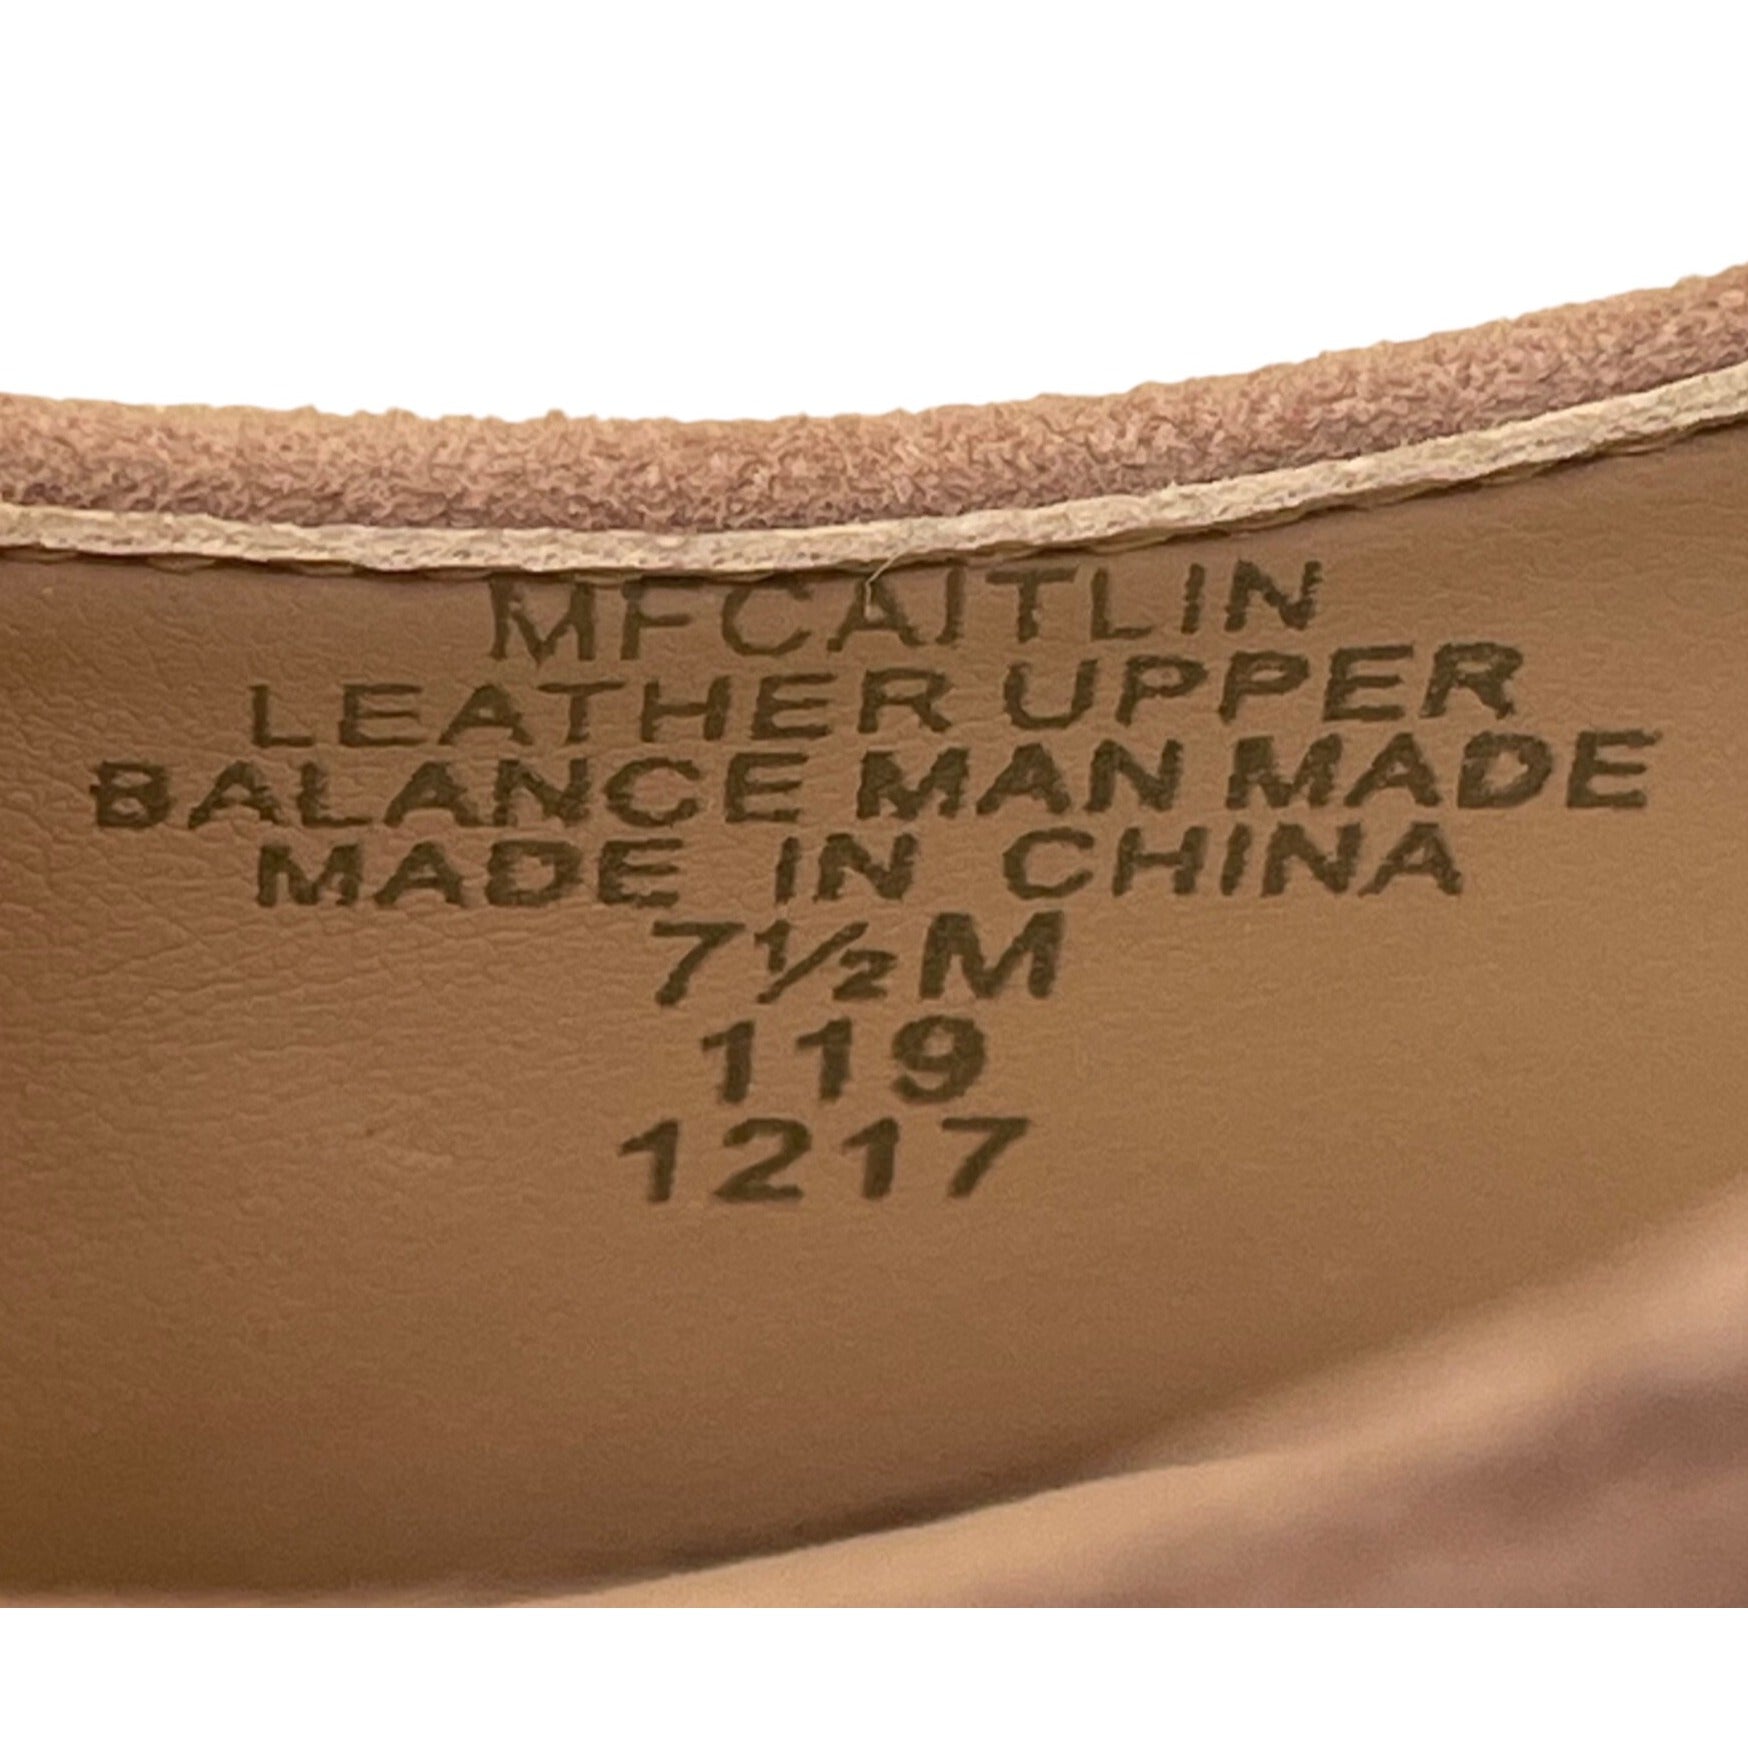 MFCAITLIN
LEATHER UPPER
BALANCE MAN MADE
MADE IN CHINA
7½M
119
1217